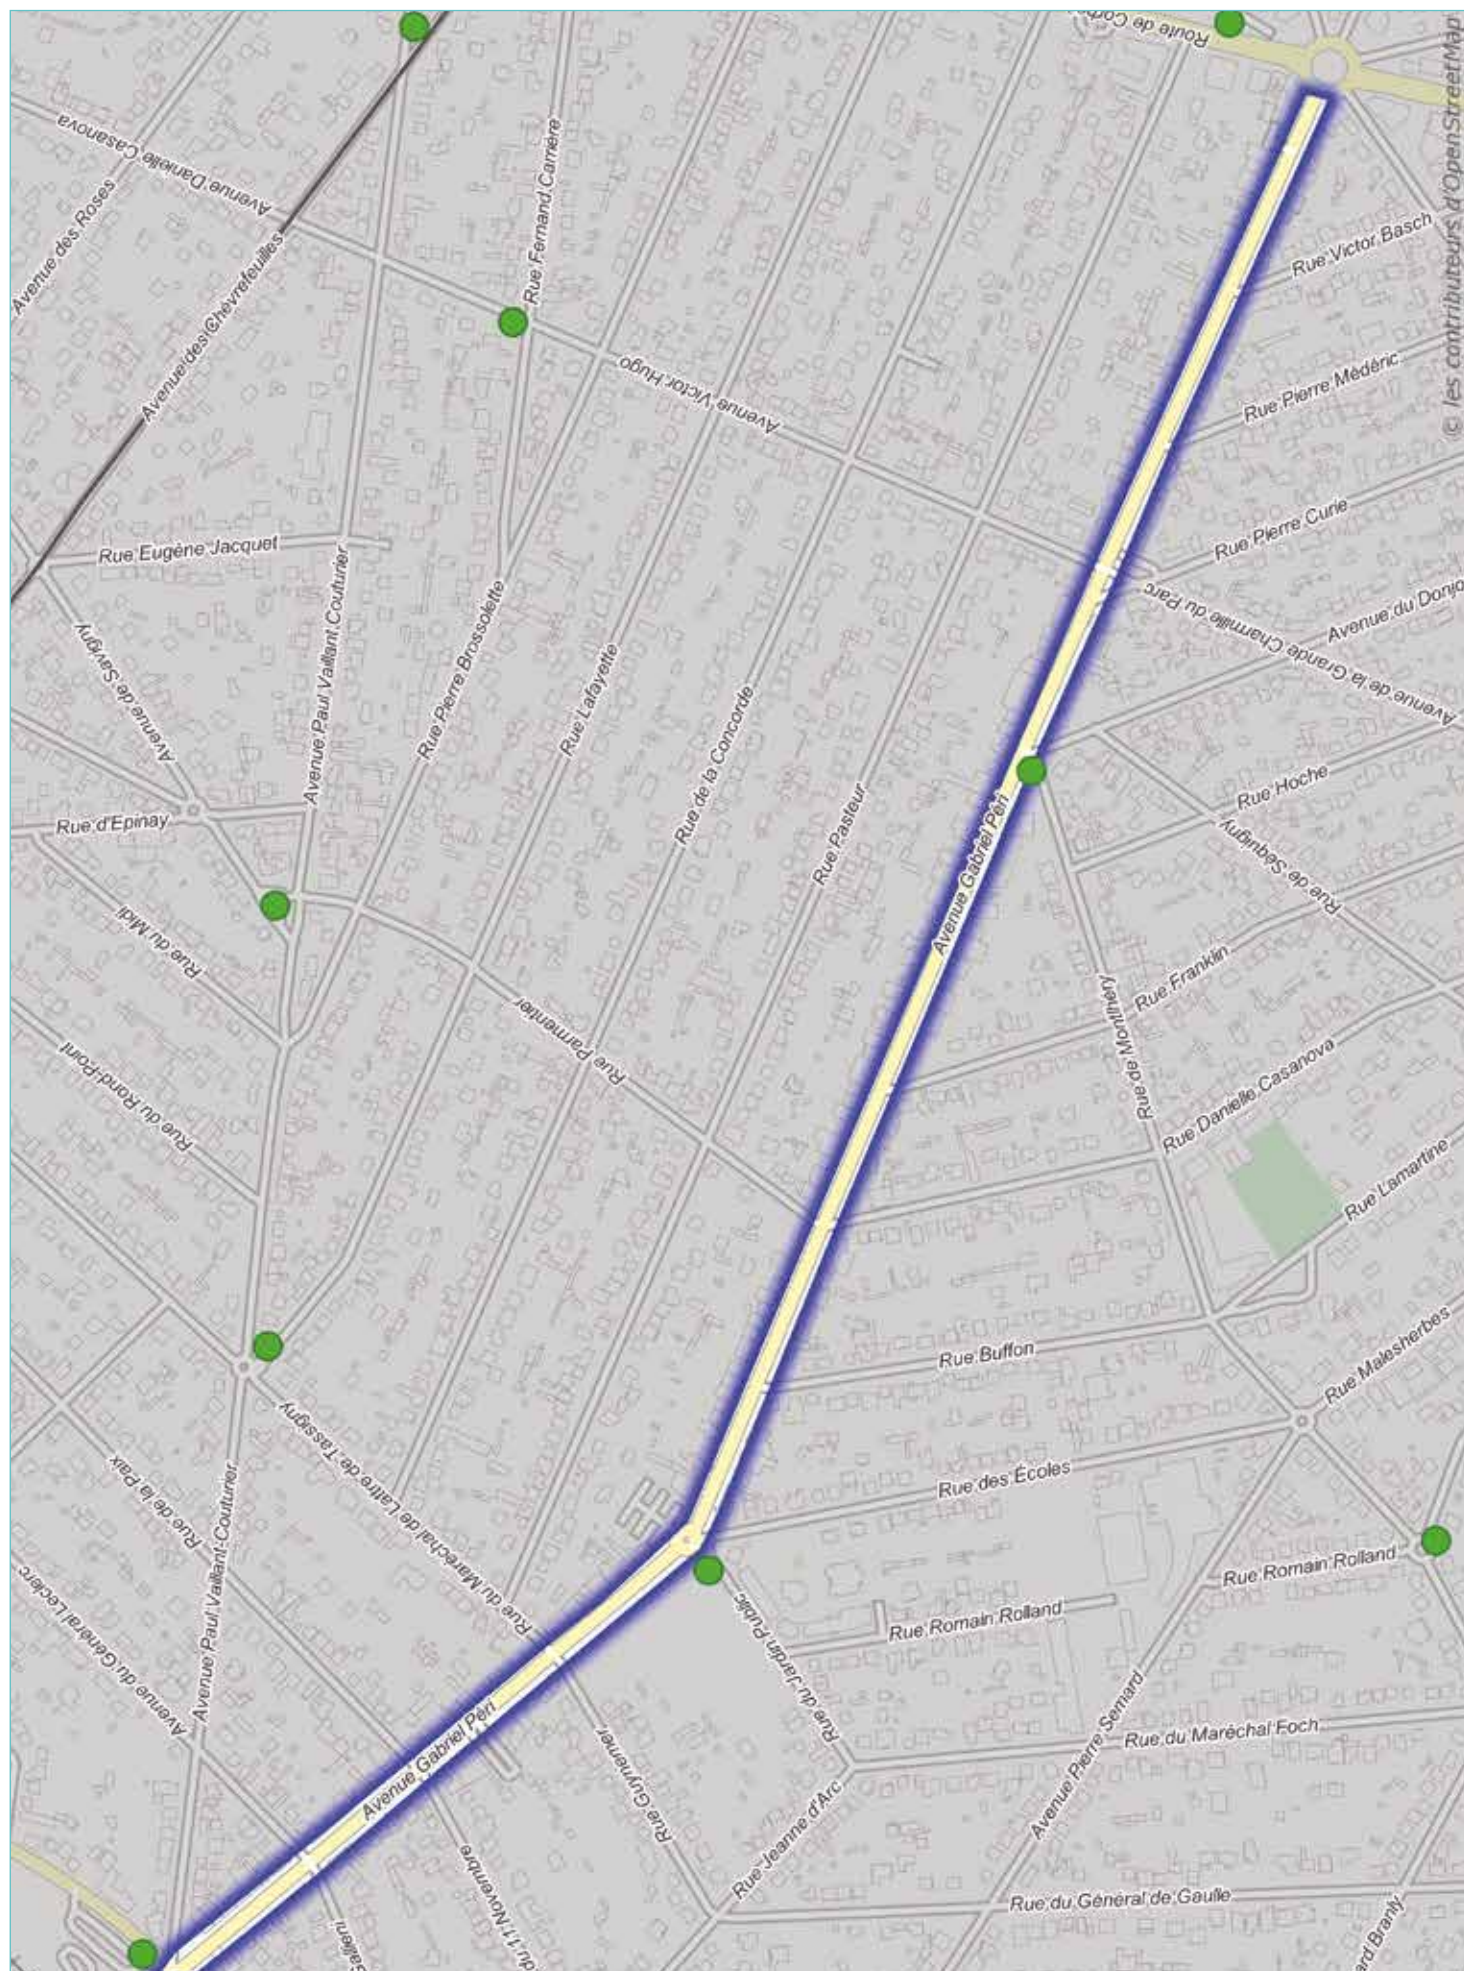 Route de Corbe
© les contributeurs d'OpenStreetMap
Avenue Danielle Casanova
Rue Fernand Carrière
Avenue des Roses
Avenue des Chèvrefeuilles
Rue Victor Basch
Rue Pierre Médéric
Avenue Victor Hugo
Rue Pierre Curie
Rue Eugène Jacquet
Avenue de la Grande Charmille du Parc
Avenue du Donjo
Avenue de Savigny
Avenue Paul Vaillant Couturier
Rue Pierre Brossolette
Rue Lafayette
Rue de la Concorde
Rue Pasteur
Rue Hoche
Rue d'Epinay
Rue de Séquigny
Avenue Gabriel Péri
Rue du Midi
Rue Franklin
Rue de Montlhéry
Rue Parmentier
Rue du Rond-Point
Rue Danielle Casanova
Rue Lamartine
Rue Buffon
Rue Malesherbes
Rue du Maréchal de Lattre de Tassigny
Rue de la Paix
Rue des Écoles
Avenue Paul Vaillant-Couturier
Rue Romain Rolland
Rue Romain Rolland
Avenue du Général Leclerc
Rue du Jardin Public
Avenue Gabriel Péri
Rue Guynemer
Avenue Pierre Semard
Rue du Maréchal Foch
Rue Jeanne d'Arc
du 11 Novembre
Gallieni
Rue du Général de Gaulle
ard Branly